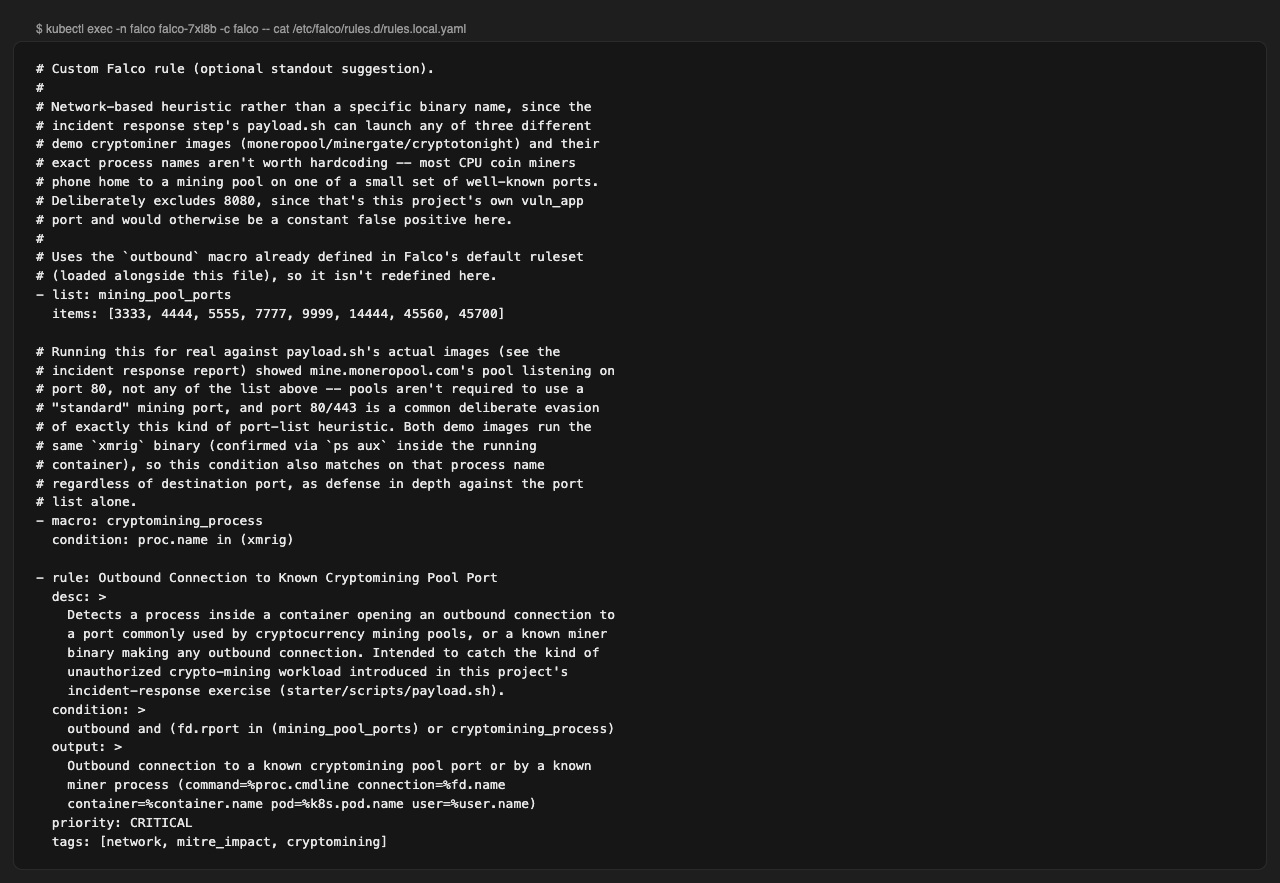 $ kubectl exec -n falco falco-7xl8b -c falco -- cat /etc/falco/rules.d/rules.local.yaml
# Custom Falco rule (optional standout suggestion).
#
# Network-based heuristic rather than a specific binary name, since the
# incident response step's payload.sh can launch any of three different
# demo cryptominer images (moneropool/minergate/cryptotonight) and their
# exact process names aren't worth hardcoding -- most CPU coin miners
# phone home to a mining pool on one of a small set of well-known ports.
# Deliberately excludes 8080, since that's this project's own vuln_app
# port and would otherwise be a constant false positive here.
#
# Uses the `outbound` macro already defined in Falco's default ruleset
# (loaded alongside this file), so it isn't redefined here.
- list: mining_pool_ports
  items: [3333, 4444, 5555, 7777, 9999, 14444, 45560, 45700]

# Running this for real against payload.sh's actual images (see the
# incident response report) showed mine.moneropool.com's pool listening on
# port 80, not any of the list above -- pools aren't required to use a
# "standard" mining port, and port 80/443 is a common deliberate evasion
# of exactly this kind of port-list heuristic. Both demo images run the
# same `xmrig` binary (confirmed via `ps aux` inside the running
# container), so this condition also matches on that process name
# regardless of destination port, as defense in depth against the port
# list alone.
- macro: cryptomining_process
  condition: proc.name in (xmrig)

- rule: Outbound Connection to Known Cryptomining Pool Port
  desc: >
    Detects a process inside a container opening an outbound connection to
    a port commonly used by cryptocurrency mining pools, or a known miner
    binary making any outbound connection. Intended to catch the kind of
    unauthorized crypto-mining workload introduced in this project's
    incident-response exercise (starter/scripts/payload.sh).
  condition: >
    outbound and (fd.rport in (mining_pool_ports) or cryptomining_process)
  output: >
    Outbound connection to a known cryptomining pool port or by a known
    miner process (command=%proc.cmdline connection=%fd.name
    container=%container.name pod=%k8s.pod.name user=%user.name)
  priority: CRITICAL
  tags: [network, mitre_impact, cryptomining]